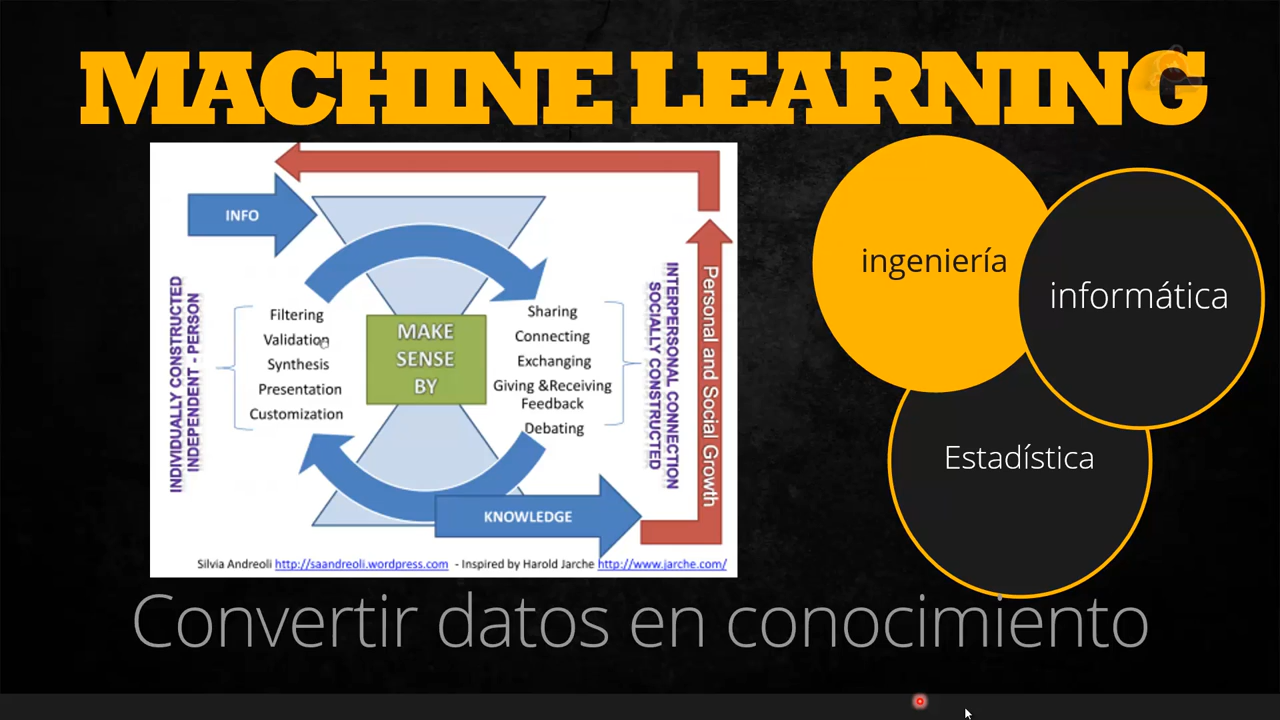 MACHINE LEARNING
INFO
INDIVIDUALLY CONSTRUCTED
INDEPENDENT - PERSON
Filtering
Validation
Synthesis
Presentation
Customization
MAKE
SENSE
BY
Sharing
Connecting
Exchanging
Giving &Receiving
Feedback
Debating
INTERPERSONAL CONNECTION
SOCIALLY CONSTRUCTED
Personal and Social Growth
KNOWLEDGE
Silvia Andreoli http://saandreoli.wordpress.com - Inspired by Harold Jarche http://www.jarche.com/
ingeniería
informática
Estadística
Convertir datos en conocimiento